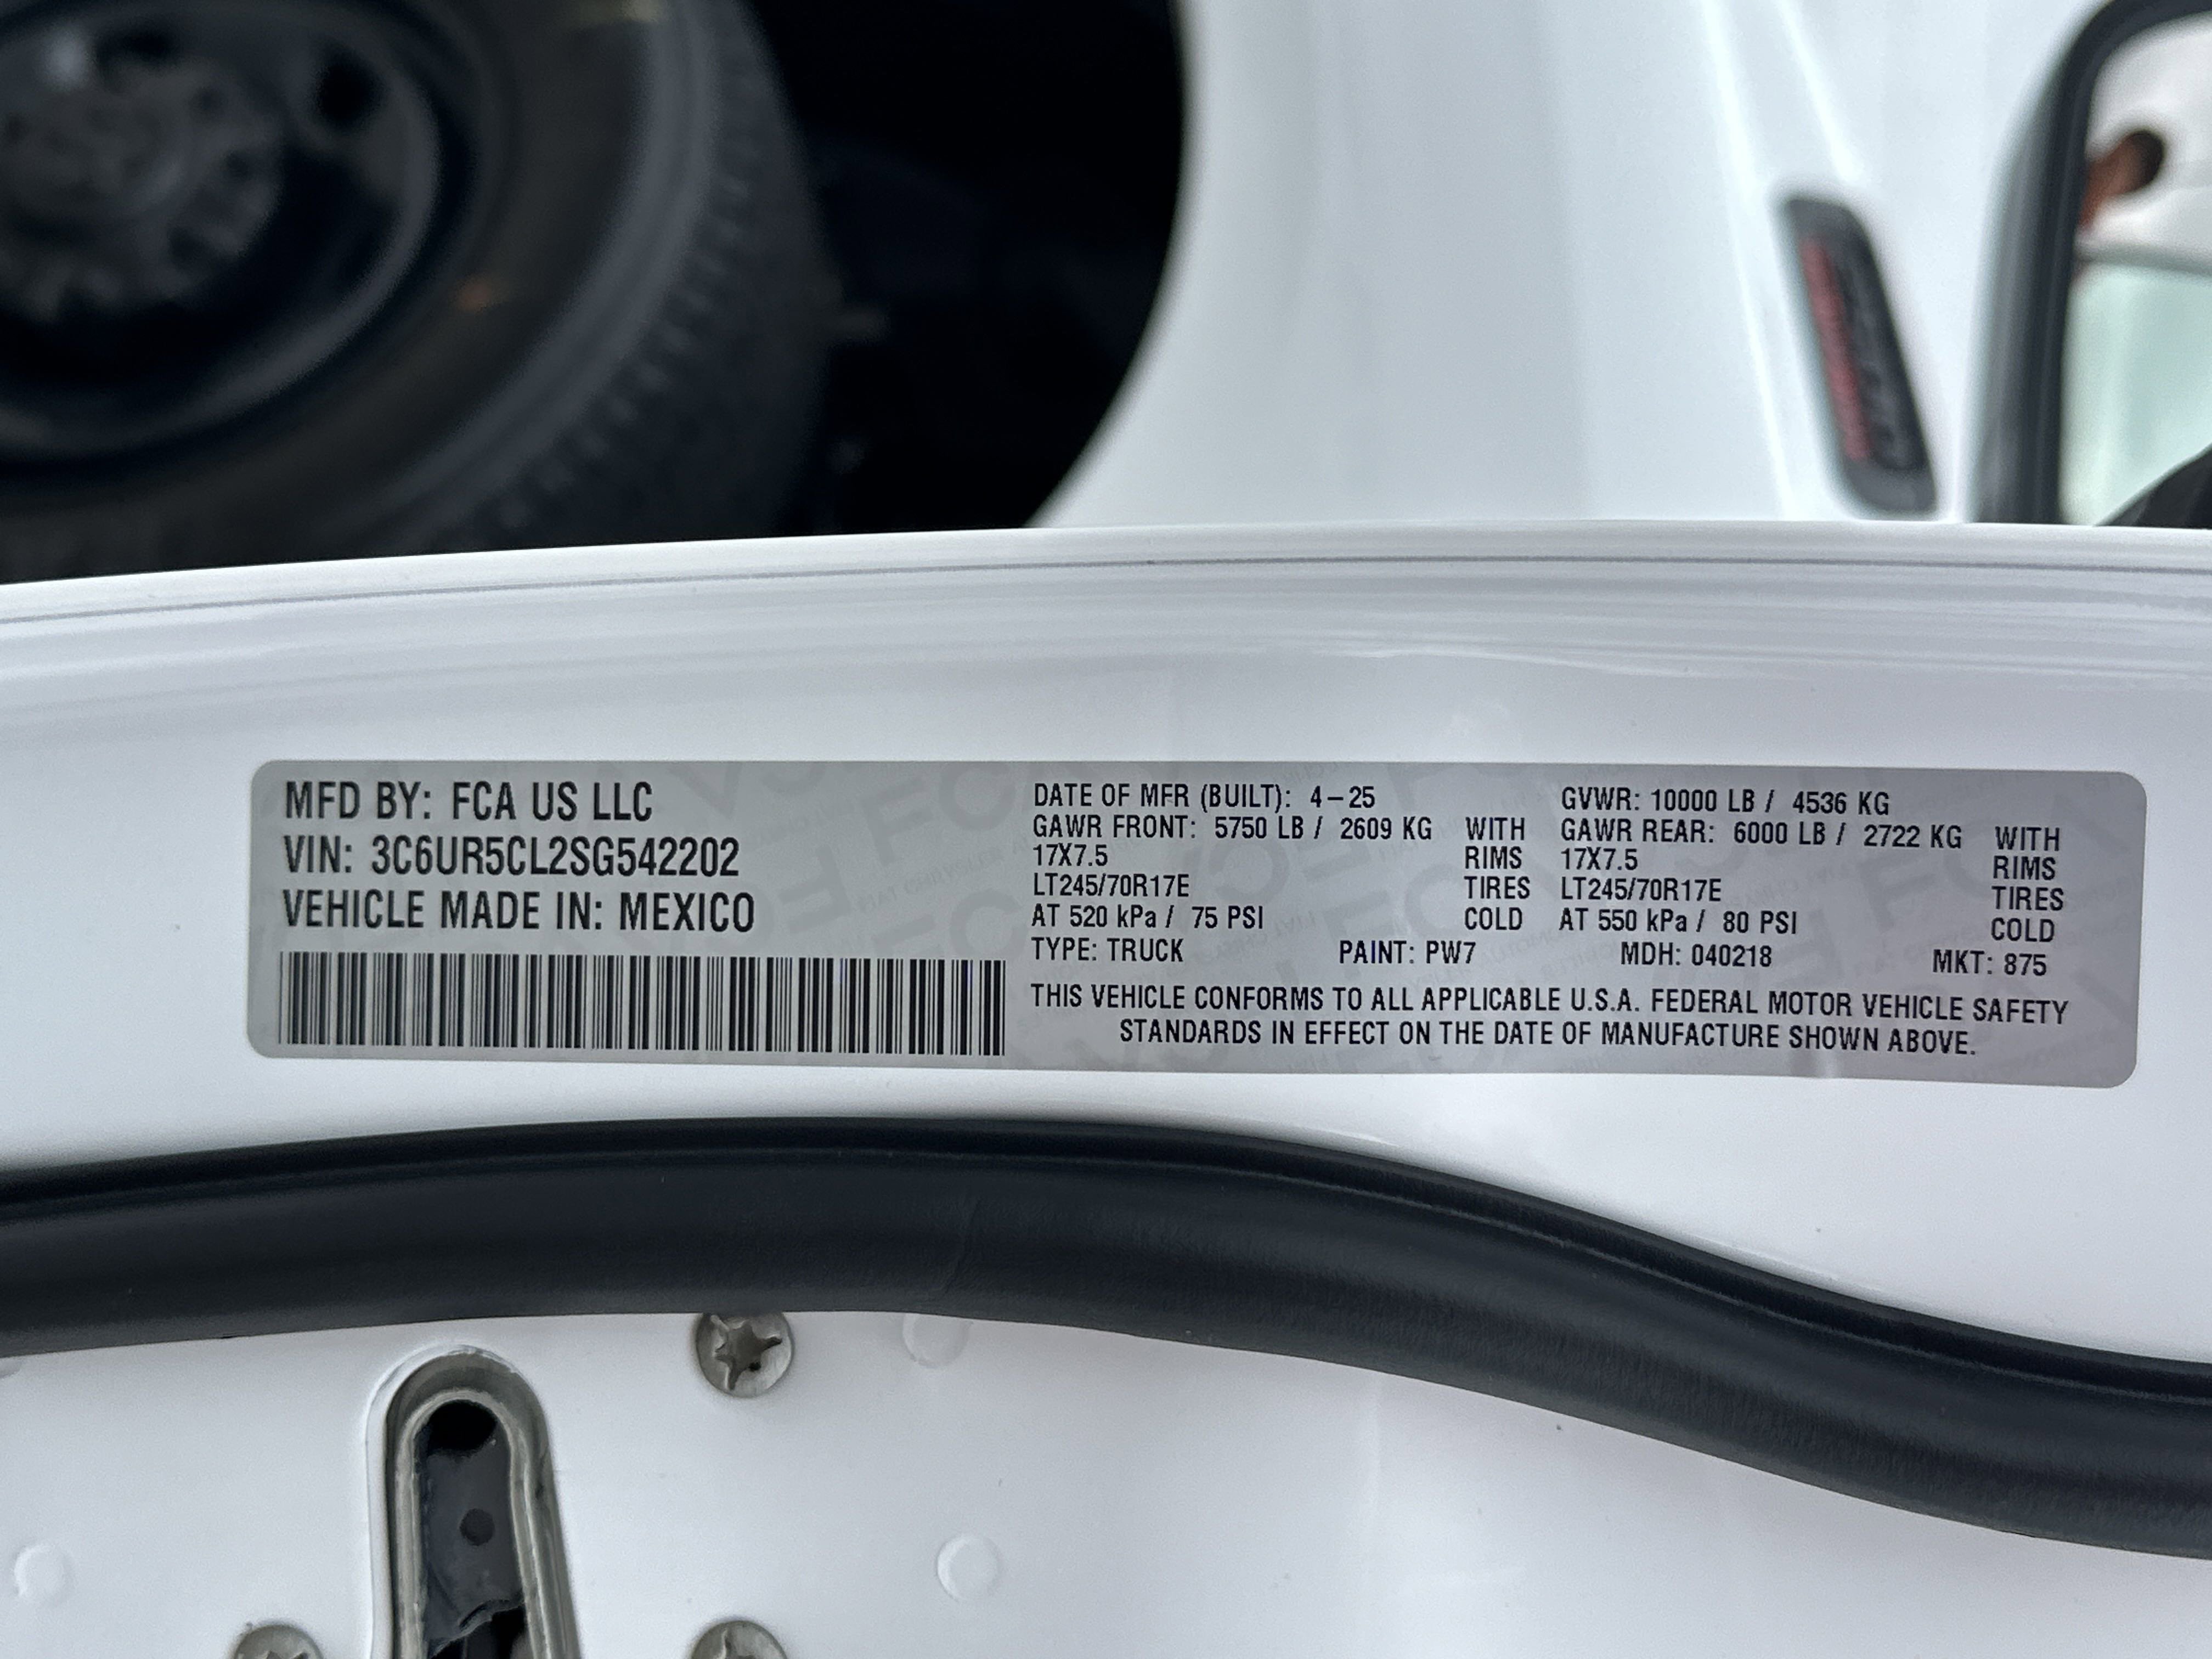 MFD BY: FCA US LLC
VIN: 3C6UR5CL2SG542202
VEHICLE MADE IN: MEXICO
DATE OF MFR (BUILT): 4-25 GVWR: 10000 LB / 4536 KG
GAWR FRONT: 5750 LB / 2609 KG WITH GAWR REAR: 6000 LB / 2722 KG WITH
17X7.5 RIMS 17X7.5 RIMS
LT245/70R17E TIRES LT245/70R17E TIRES
AT 520 kPa / 75 PSI COLD AT 550 kPa / 80 PSI COLD
TYPE: TRUCK PAINT: PW7 MDH: 040218 MKT: 875
THIS VEHICLE CONFORMS TO ALL APPLICABLE U.S.A. FEDERAL MOTOR VEHICLE SAFETY
STANDARDS IN EFFECT ON THE DATE OF MANUFACTURE SHOWN ABOVE.